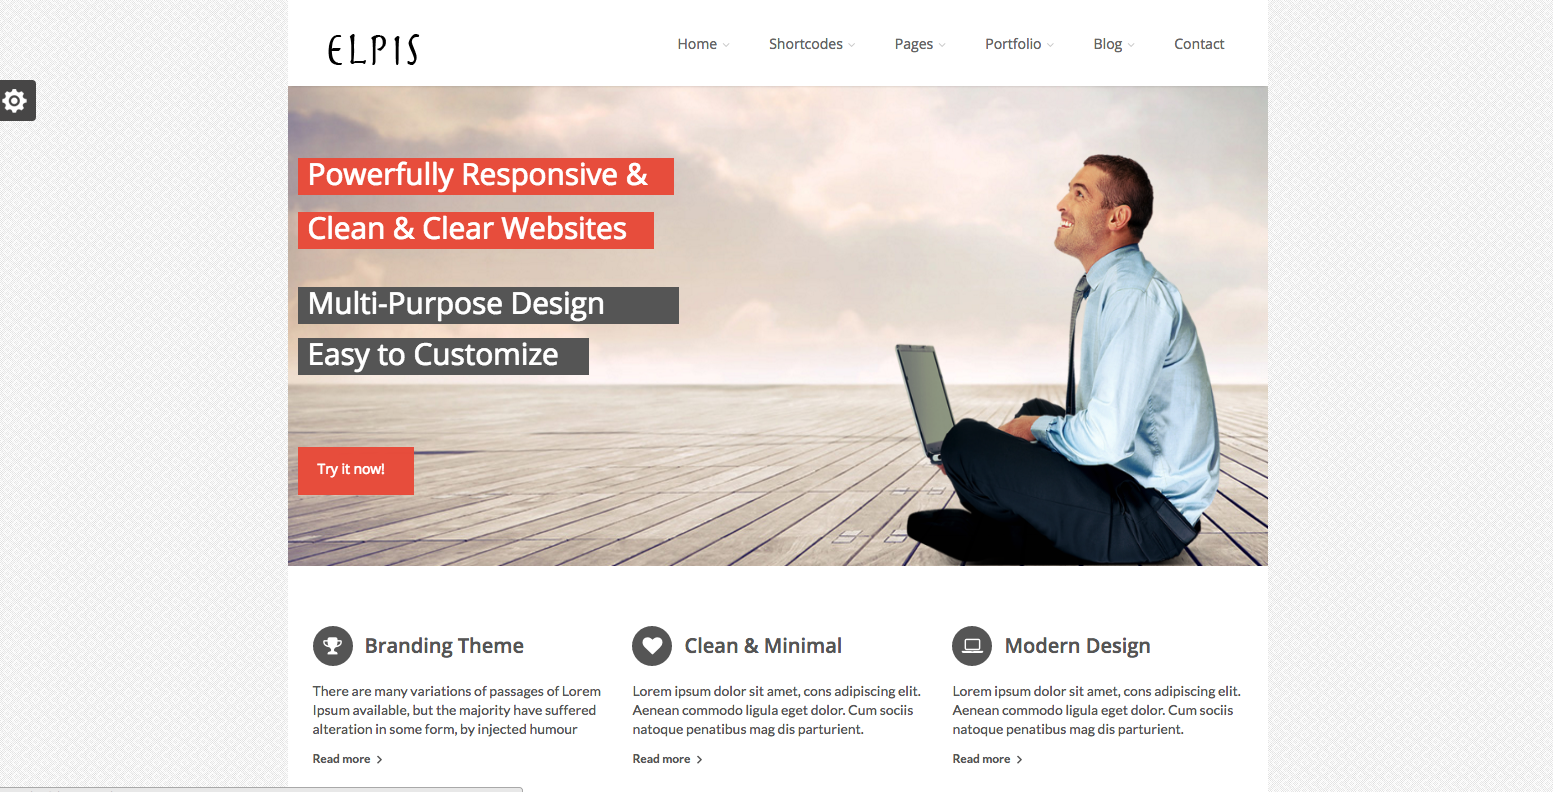 ELPIS
Home Shortcodes Pages Portfolio Blog Contact
Powerfully Responsive &
Clean & Clear Websites
Multi-Purpose Design
Easy to Customize
Try it now!
Branding Theme
There are many variations of passages of Lorem
Ipsum available, but the majority have suffered
alteration in some form, by injected humour
Read more
Clean & Minimal
Lorem ipsum dolor sit amet, cons adipiscing elit.
Aenean commodo ligula eget dolor. Cum sociis
natoque penatibus mag dis parturient.
Read more
Modern Design
Lorem ipsum dolor sit amet, cons adipiscing elit.
Aenean commodo ligula eget dolor. Cum sociis
natoque penatibus mag dis parturient.
Read more